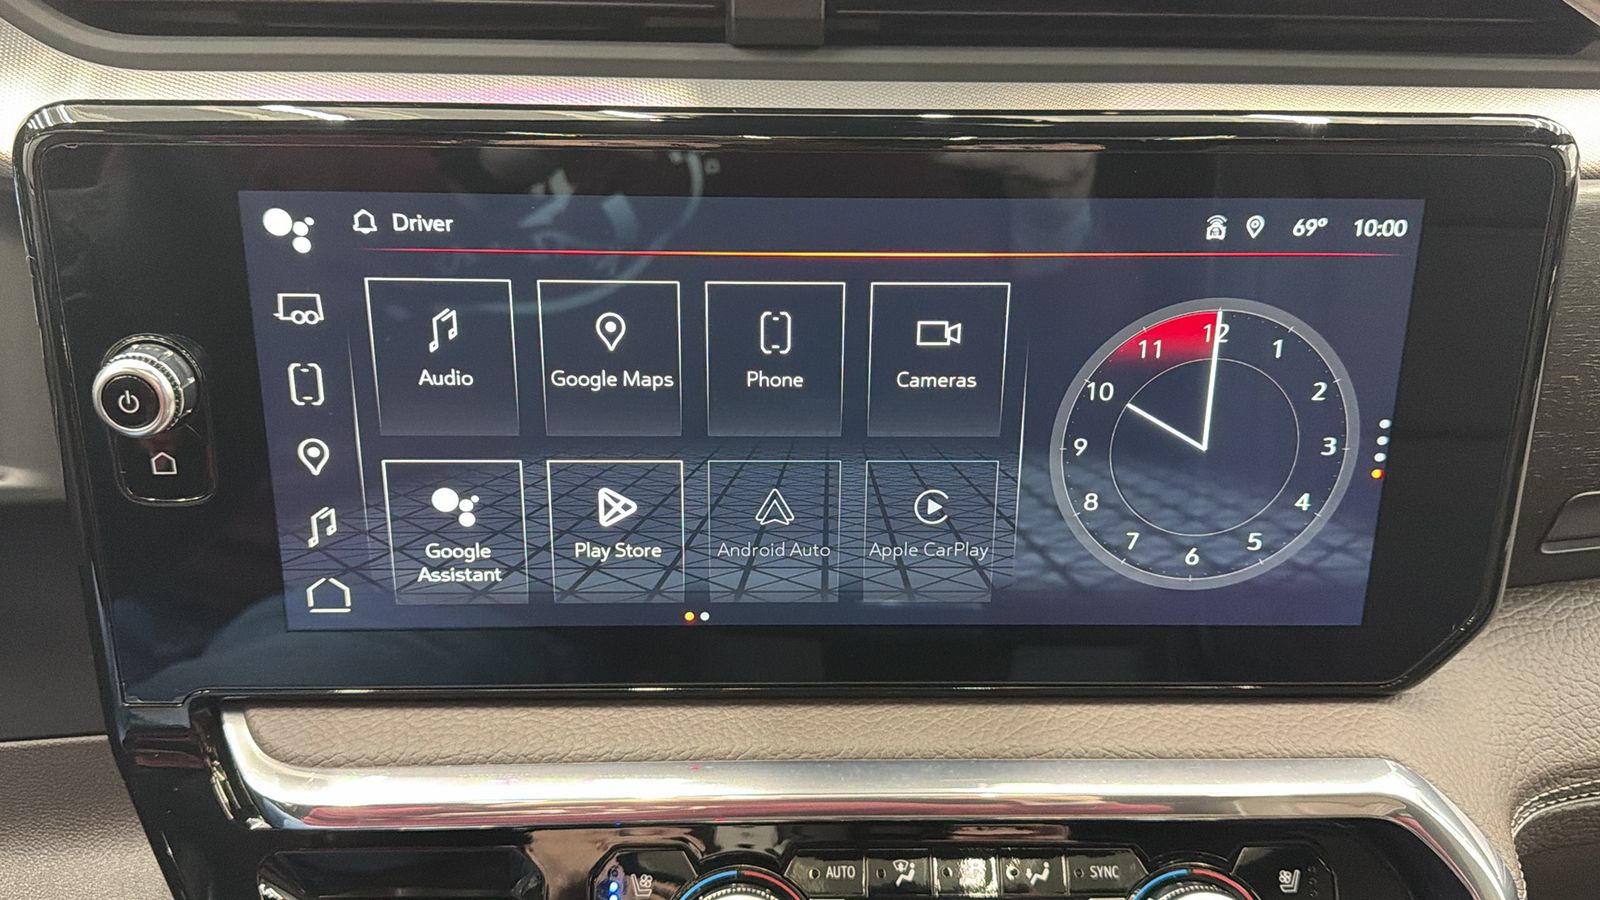 Driver
69°
10:00
Audio
Google Maps
Phone
Cameras
Google
Assistant
Play Store
Android Auto
Apple CarPlay
12
1
2
3
4
5
6
7
8
9
10
11
AUTO
SYNC